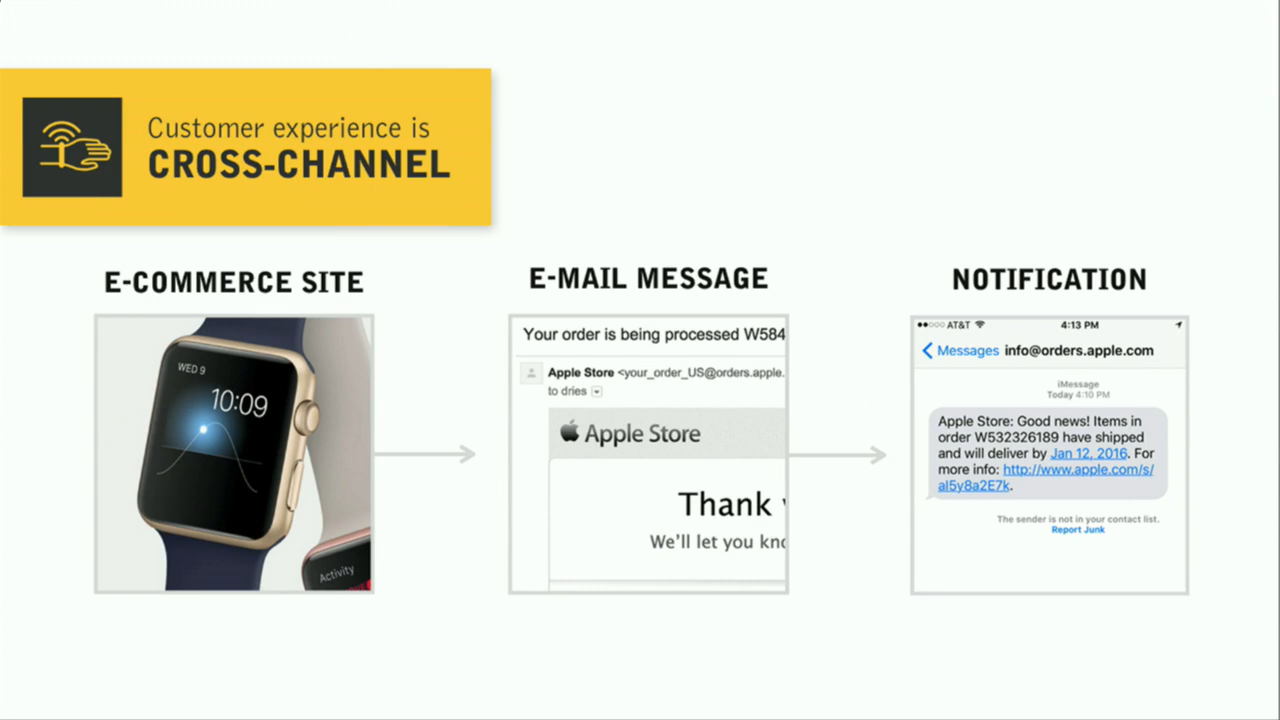 Customer experience is
CROSS-CHANNEL
E-COMMERCE SITE
WED 9
10:09
Activity
E-MAIL MESSAGE
Your order is being processed W584
Apple Store <your_order_US@orders.apple.
to dries
Apple Store
Thank
We'll let you kno
NOTIFICATION
AT&T 4:13 PM
Messages info@orders.apple.com
iMessage
Today 4:10 PM
Apple Store: Good news! Items in
order W532326189 have shipped
and will deliver by Jan 12, 2016. For
more info: http://www.apple.com/s/
al5y8a2E7k.
The sender is not in your contact list.
Report Junk